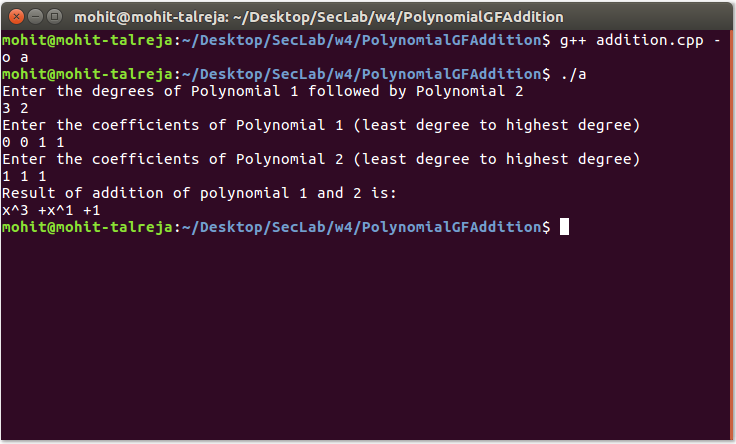 mohit@mohit-talreja: ~/Desktop/SecLab/w4/PolynomialGFAddition
mohit@mohit-talreja:~/Desktop/SecLab/w4/PolynomialGFAddition$ g++ addition.cpp -
o a
mohit@mohit-talreja:~/Desktop/SecLab/w4/PolynomialGFAddition$ ./a
Enter the degrees of Polynomial 1 followed by Polynomial 2
3 2
Enter the coefficients of Polynomial 1 (least degree to highest degree)
0 0 1 1
Enter the coefficients of Polynomial 2 (least degree to highest degree)
1 1 1
Result of addition of polynomial 1 and 2 is:
x^3 +x^1 +1
mohit@mohit-talreja:~/Desktop/SecLab/w4/PolynomialGFAddition$